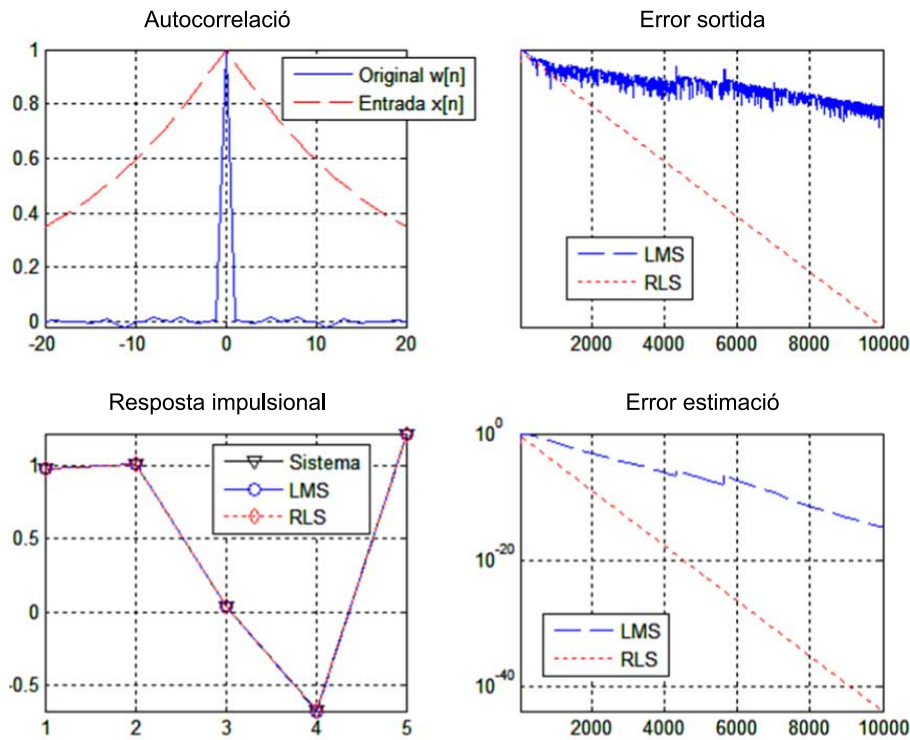 Autocorrelació
1
0.8
0.6
0.4
0.2
0
-20
-10
0
10
20
Original w[n]
Entrada x[n]
Error sortida
LMS
RLS
2000
4000
6000
8000
10000
Resposta impulsional
1
0.5
0
-0.5
1
2
3
4
5
Sistema
LMS
RLS
Error estimació
10^0
10^-20
10^-40
LMS
RLS
2000
4000
6000
8000
10000